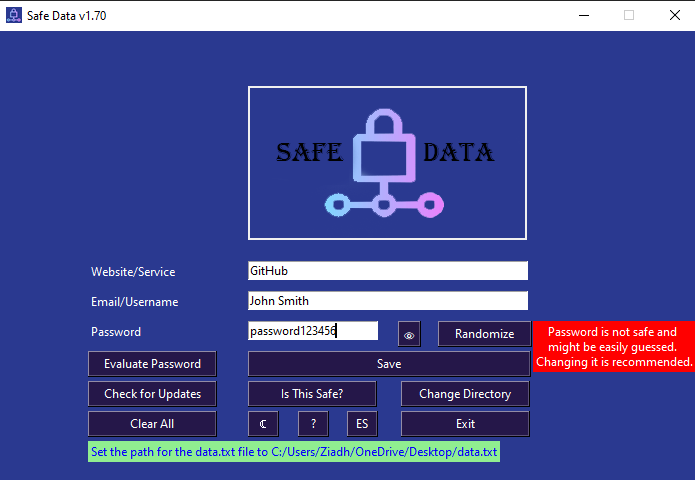 Safe Data v1.70
SAFE DATA
Website/Service GitHub
Email/Username John Smith
Password password123456 Randomize Password is not safe and
might be easily guessed.
Changing it is recommended.
Evaluate Password Save
Check for Updates Is This Safe? Change Directory
Clear All ☾ ? ES Exit
Set the path for the data.txt file to C:/Users/Ziadh/OneDrive/Desktop/data.txt